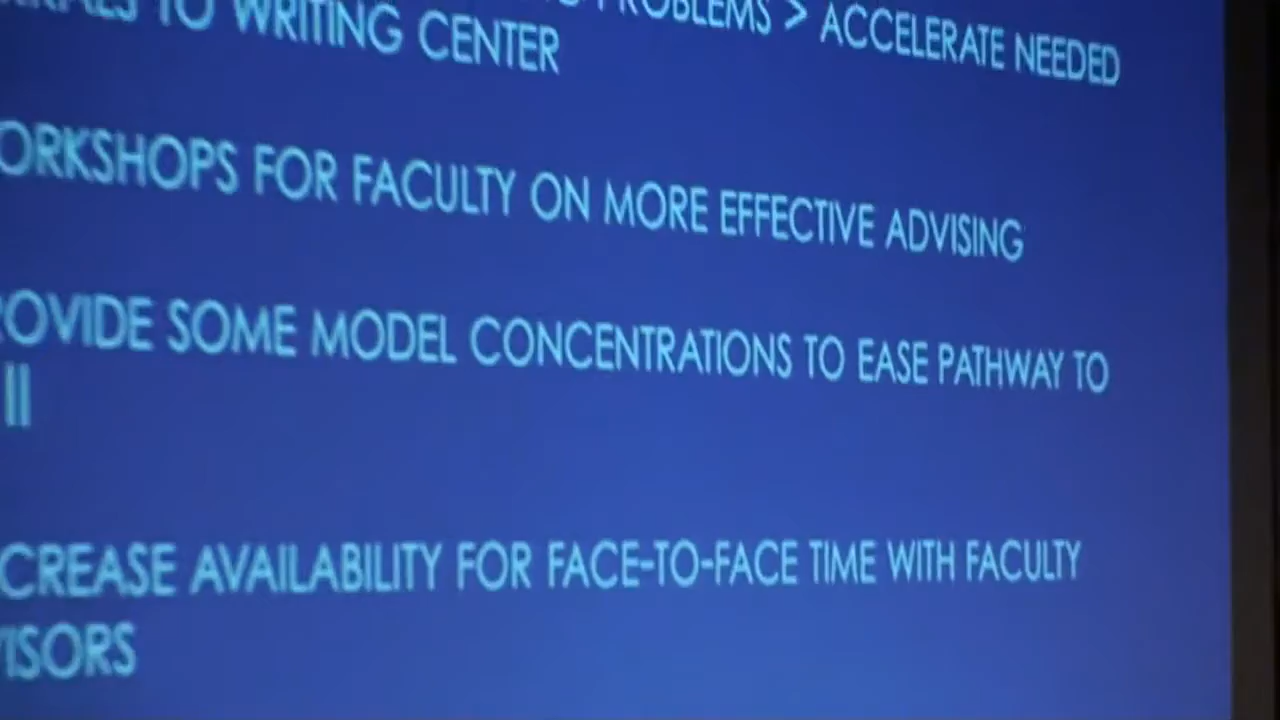 PROBLEMS > ACCELERATE NEEDED
TO WRITING CENTER
ORKSHOPS FOR FACULTY ON MORE EFFECTIVE ADVISING
ROVIDE SOME MODEL CONCENTRATIONS TO EASE PATHWAY TO
II
CREASE AVAILABILITY FOR FACE-TO-FACE TIME WITH FACULTY
VISORS